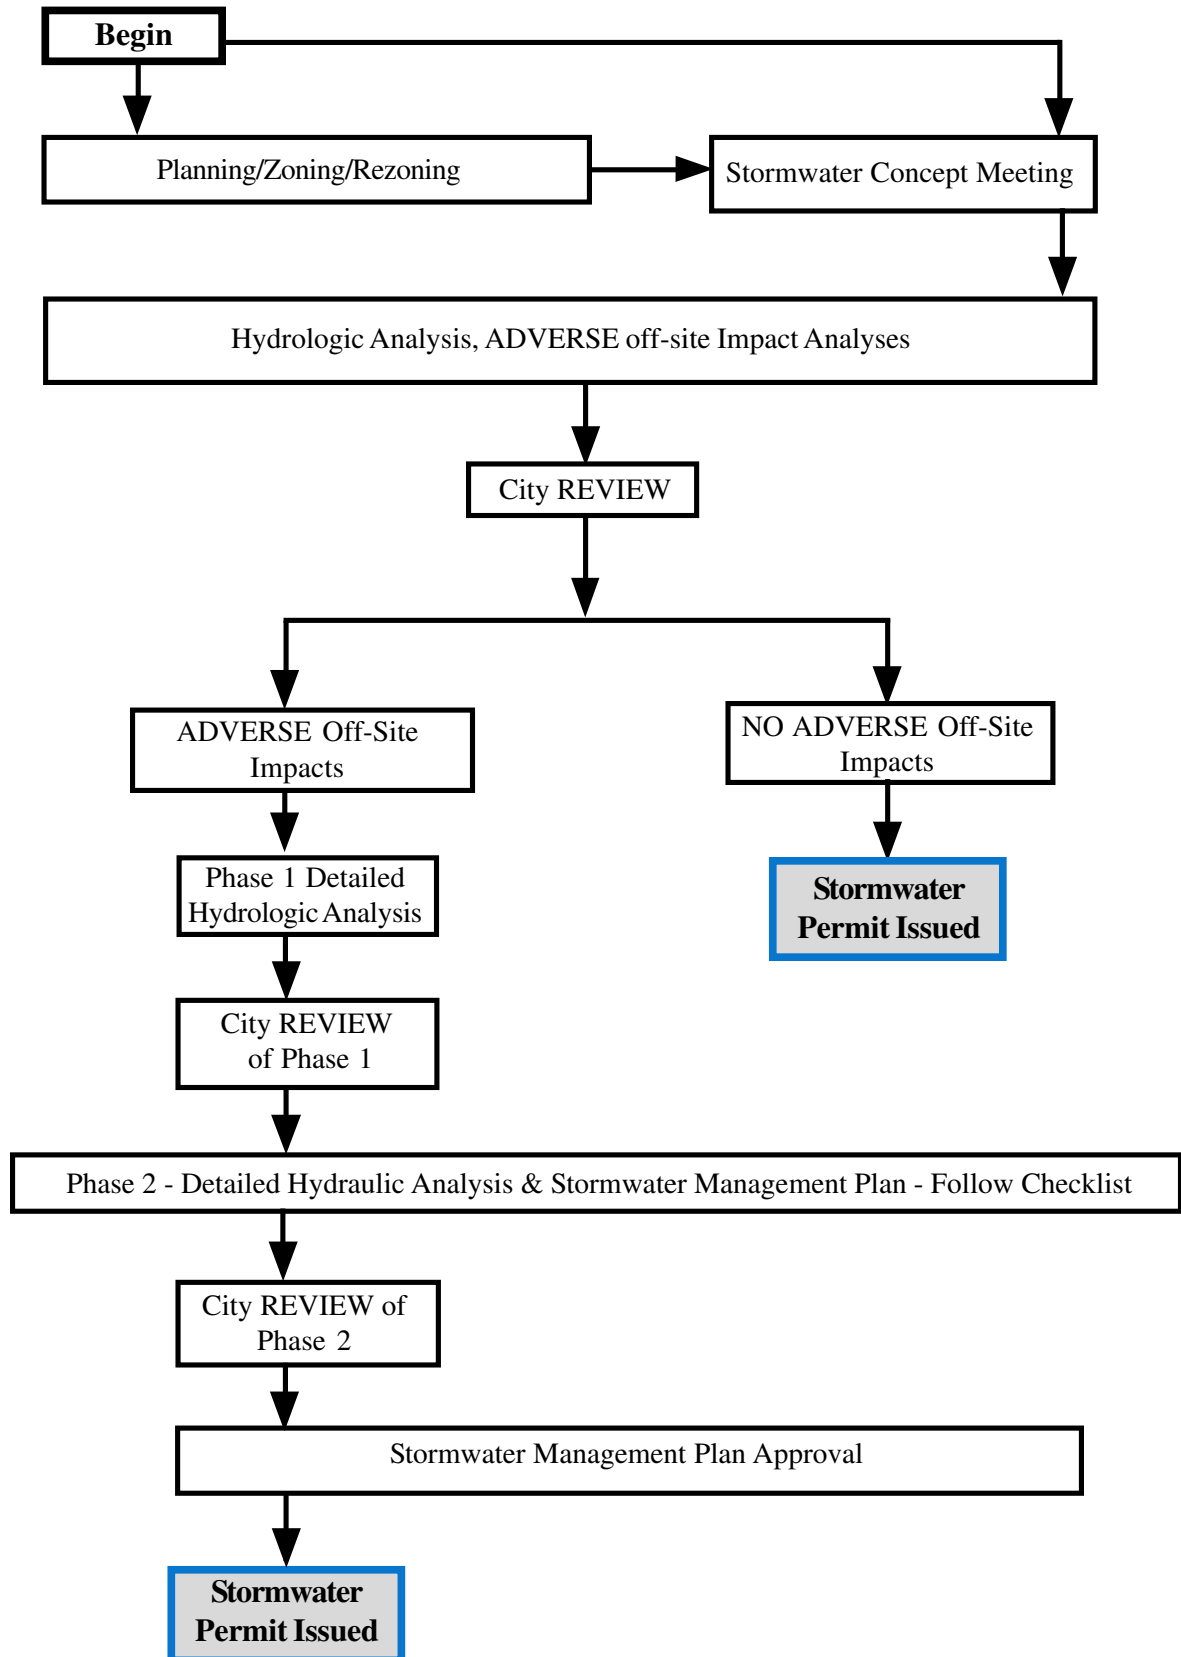 Begin
Planning/Zoning/Rezoning
Stormwater Concept Meeting
Hydrologic Analysis, ADVERSE off-site Impact Analyses
City REVIEW
ADVERSE Off-Site
Impacts
NO ADVERSE Off-Site
Impacts
Phase 1 Detailed
Hydrologic Analysis
Stormwater
Permit Issued
City REVIEW
of Phase 1
Phase 2 - Detailed Hydraulic Analysis & Stormwater Management Plan - Follow Checklist
City REVIEW of
Phase 2
Stormwater Management Plan Approval
Stormwater
Permit Issued